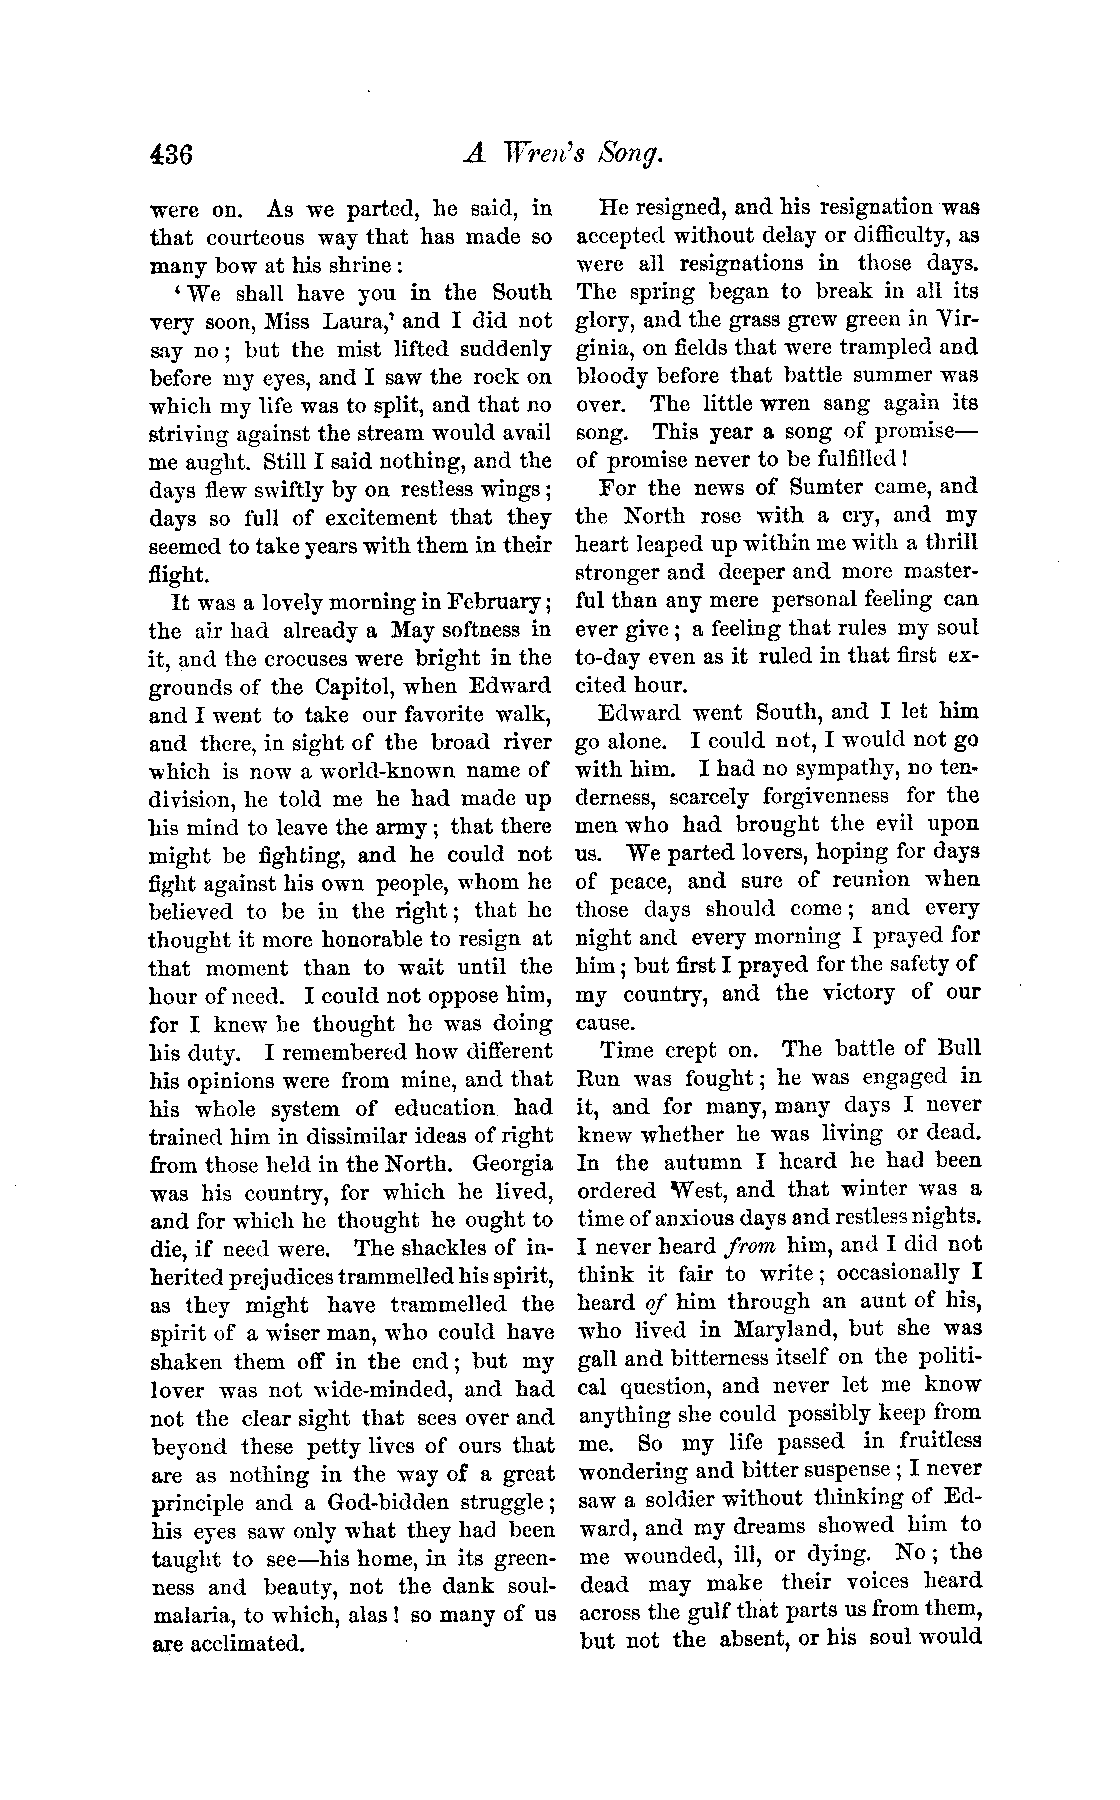 436
A Wren's Song.
were on. As we parted, he said, in
that courteous way that has made so
many bow at his shrine:
'We shall have you in the South
very soon, Miss Laura,' and I did not
say no; but the mist lifted suddenly
before my eyes, and I saw the rock on
which my life was to split, and that no
striving against the stream would avail
me aught. Still I said nothing, and the
days flew swiftly by on restless wings;
days so full of excitement that they
seemed to take years with them in their
flight.
It was a lovely morning in February;
the air had already a May softness in
it, and the crocuses were bright in the
grounds of the Capitol, when Edward
and I went to take our favorite walk,
and there, in sight of the broad river
which is now a world-known name of
division, he told me he had made up
his mind to leave the army; that there
might be fighting, and he could not
fight against his own people, whom he
believed to be in the right; that he
thought it more honorable to resign at
that moment than to wait until the
hour of need. I could not oppose him,
for I knew he thought he was doing
his duty. I remembered how different
his opinions were from mine, and that
his whole system of education had
trained him in dissimilar ideas of right
from those held in the North. Georgia
was his country, for which he lived,
and for which he thought he ought to
die, if need were. The shackles of in-
herited prejudices trammelled his spirit,
as they might have trammelled the
spirit of a wiser man, who could have
shaken them off in the end; but my
lover was not wide-minded, and had
not the clear sight that sees over and
beyond these petty lives of ours that
are as nothing in the way of a great
principle and a God-bidden struggle;
his eyes saw only what they had been
taught to see—his home, in its green-
ness and beauty, not the dank soul-
malaria, to which, alas! so many of us
are acclimated.
He resigned, and his resignation was
accepted without delay or difficulty, as
were all resignations in those days.
The spring began to break in all its
glory, and the grass grew green in Vir-
ginia, on fields that were trampled and
bloody before that battle summer was
over. The little wren sang again its
song. This year a song of promise—
of promise never to be fulfilled!
For the news of Sumter came, and
the North rose with a cry, and my
heart leaped up within me with a thrill
stronger and deeper and more master-
ful than any mere personal feeling can
ever give; a feeling that rules my soul
to-day even as it ruled in that first ex-
cited hour.
Edward went South, and I let him
go alone. I could not, I would not go
with him. I had no sympathy, no ten-
derness, scarcely forgivenness for the
men who had brought the evil upon
us. We parted lovers, hoping for days
of peace, and sure of reunion when
those days should come; and every
night and every morning I prayed for
him; but first I prayed for the safety of
my country, and the victory of our
cause.
Time crept on. The battle of Bull
Run was fought; he was engaged in
it, and for many, many days I never
knew whether he was living or dead.
In the autumn I heard he had been
ordered West, and that winter was a
time of anxious days and restless nights.
I never heard from him, and I did not
think it fair to write; occasionally I
heard of him through an aunt of his,
who lived in Maryland, but she was
gall and bitterness itself on the politi-
cal question, and never let me know
anything she could possibly keep from
me. So my life passed in fruitless
wondering and bitter suspense; I never
saw a soldier without thinking of Ed-
ward, and my dreams showed him to
me wounded, ill, or dying. No; the
dead may make their voices heard
across the gulf that parts us from them,
but not the absent, or his soul would